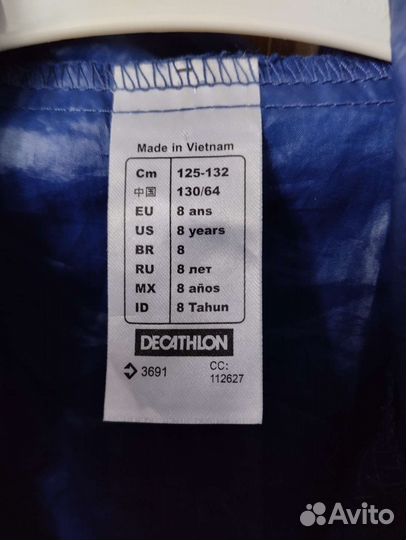 Made in Vietnam
Cm 125-132
中国 130/64
EU 8 ans
US 8 years
BR 8
RU 8 лет
MX 8 años
ID 8 Tahun
DECATHLON
3691 CC: 112627
Avito